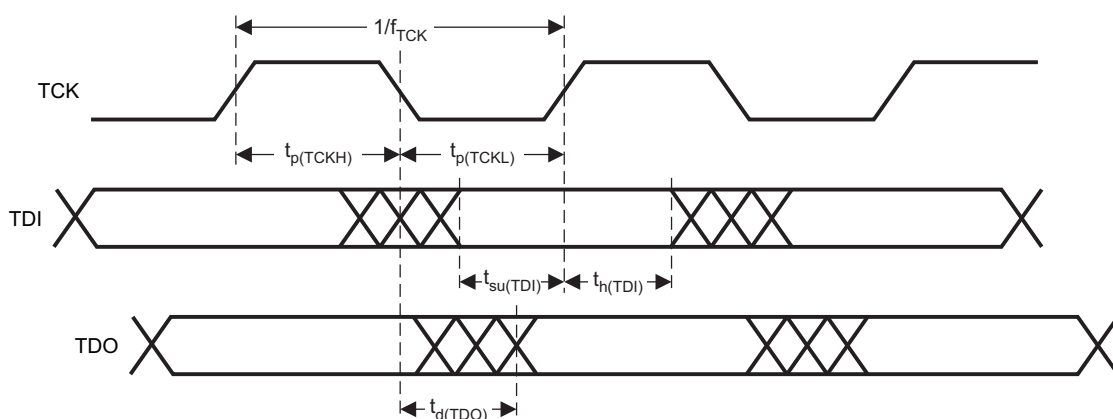 1/fTCK
TCK
tp(TCKH) tp(TCKL)
TDI
tsu(TDI) th(TDI)
TDO
td(TDO)